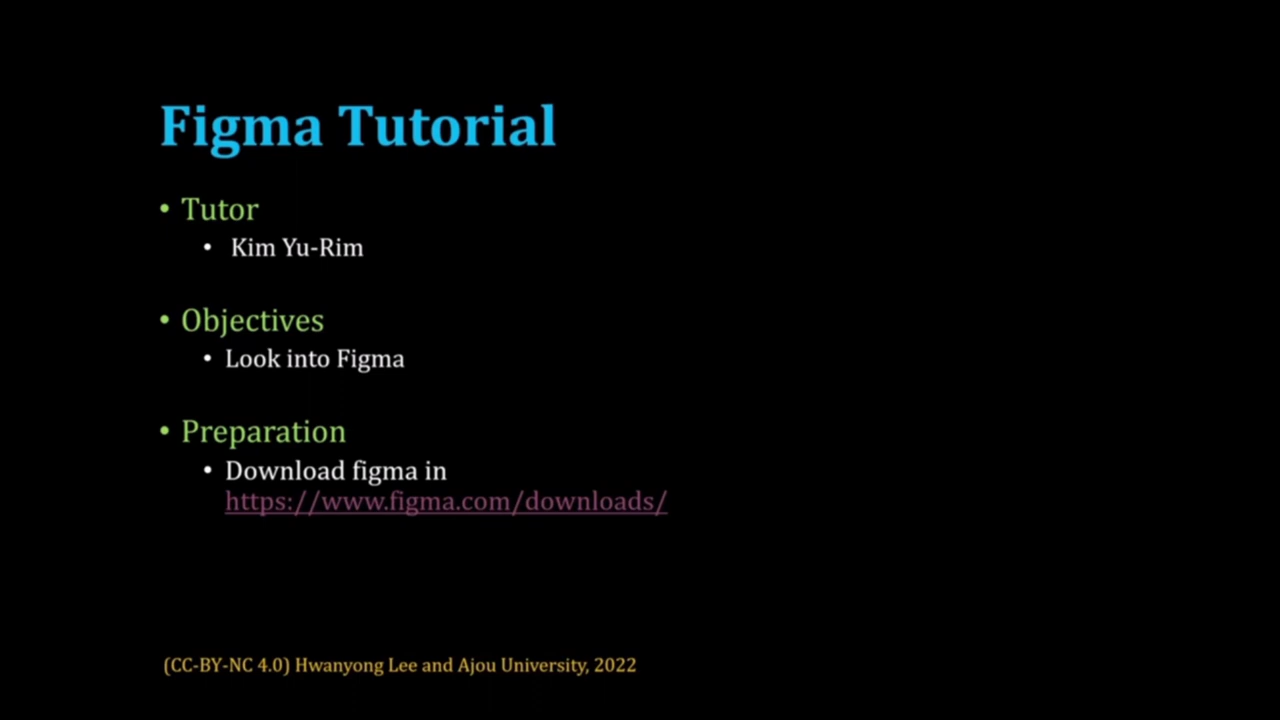 Figma Tutorial
• Tutor
• Kim Yu-Rim
• Objectives
• Look into Figma
• Preparation
• Download figma in
https://www.figma.com/downloads/
(CC-BY-NC 4.0) Hwanyong Lee and Ajou University, 2022